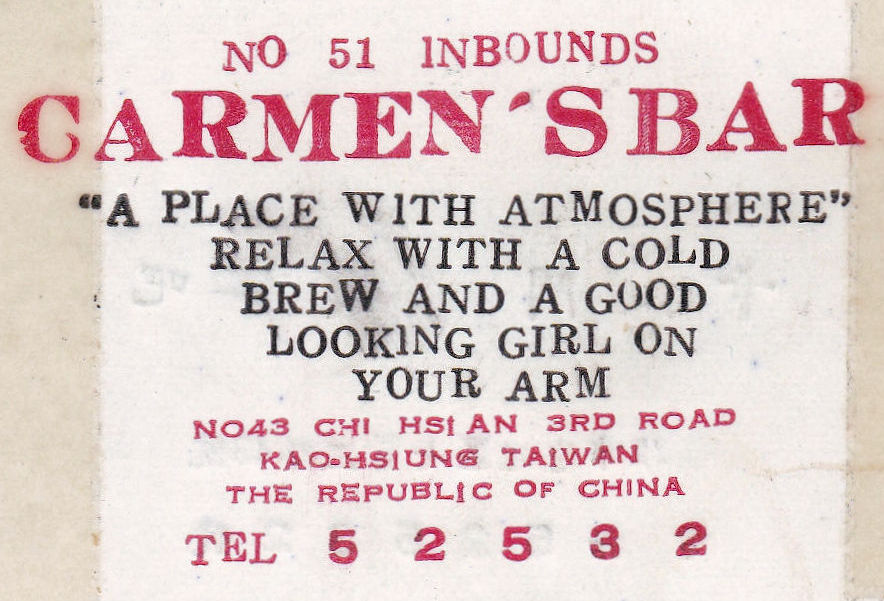 NO 51 INBOUNDS
CARMEN'S BAR
"A PLACE WITH ATMOSPHERE"
RELAX WITH A COLD
BREW AND A GOOD
LOOKING GIRL ON
YOUR ARM
NO43 CHI HSI AN 3RD ROAD
KAO-HSIUNG TAIWAN
THE REPUBLIC OF CHINA
TEL 5 2 5 3 2